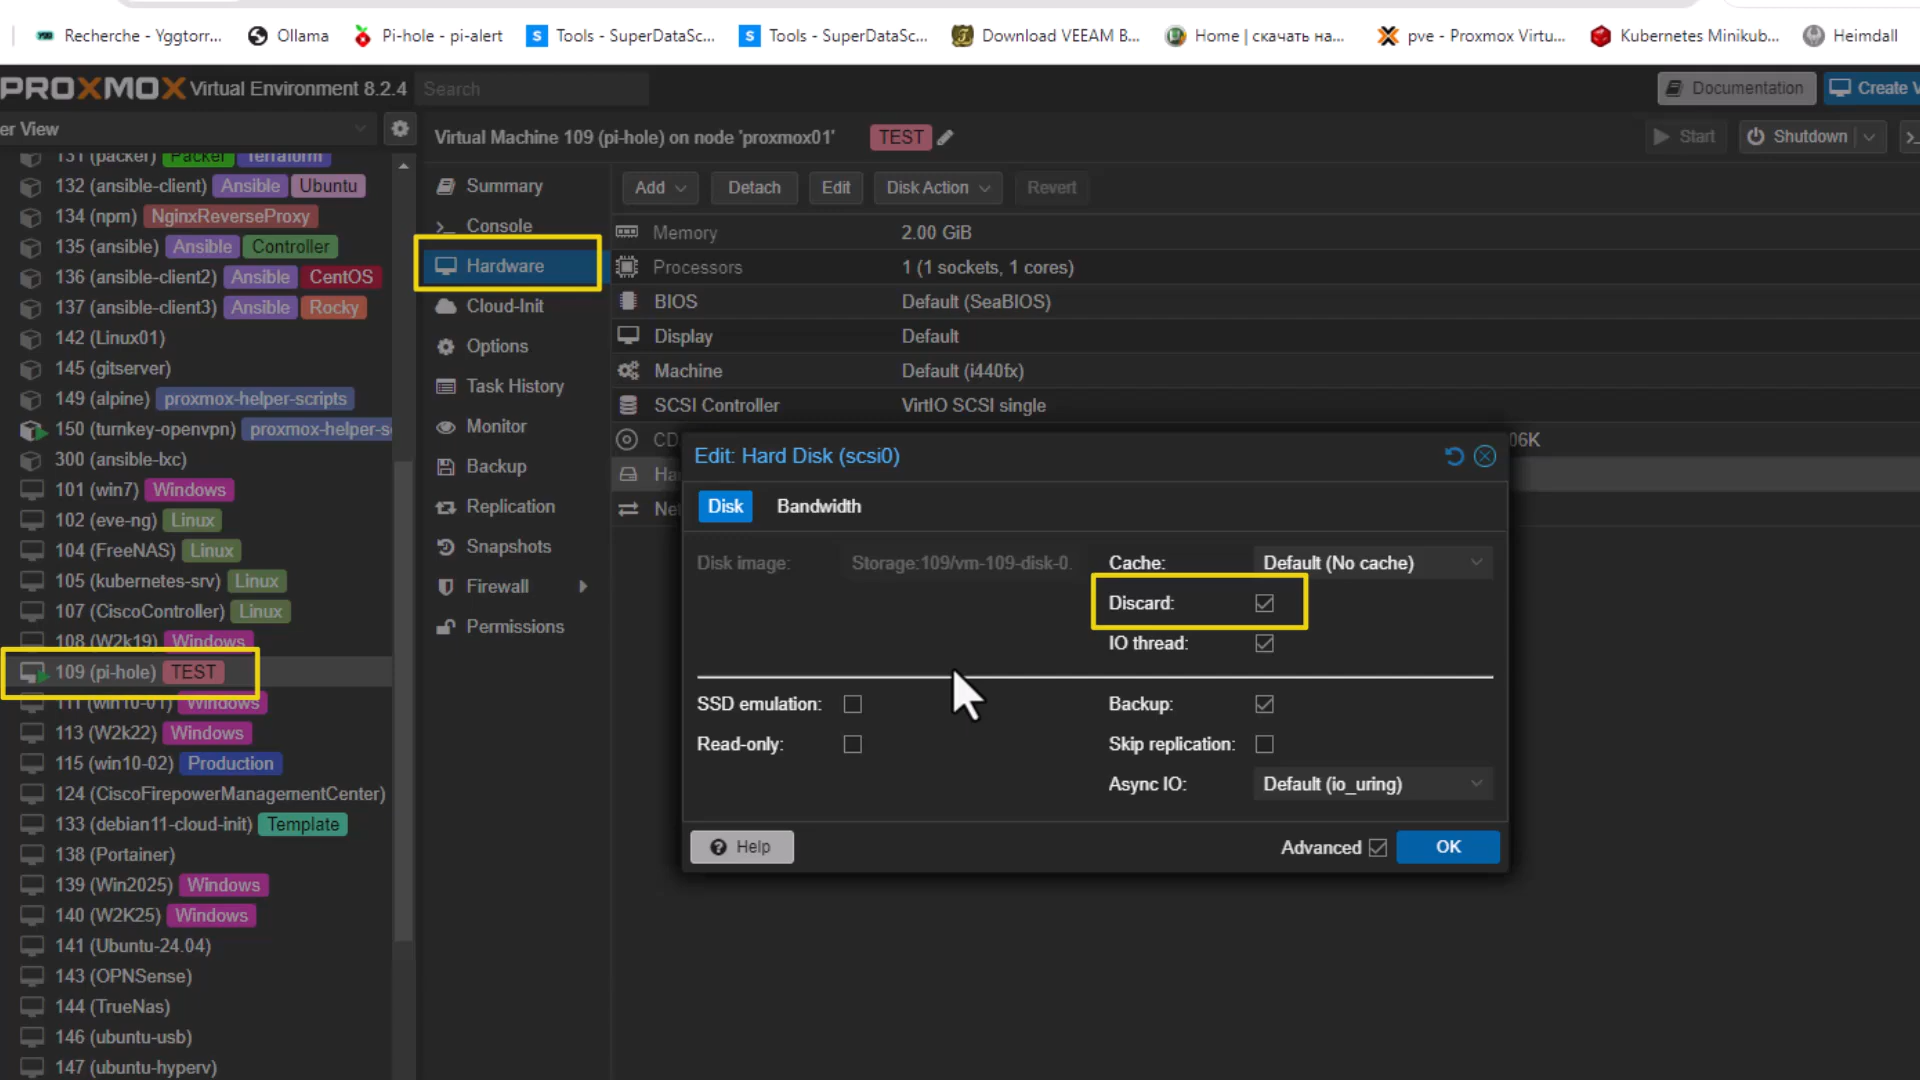 Recherche - Yggtorr...
Ollama
Pi-hole - pi-alert
Tools - SuperDataSc...
Tools - SuperDataSc...
Download VEEAM B...
Home | скачать на...
pve - Proxmox Virtu...
Kubernetes Minikub...
Heimdall
PROXMOX Virtual Environment 8.2.4
Search
Documentation
Create V
er View
Virtual Machine 109 (pi-hole) on node 'proxmox01'
TEST
Start
Shutdown
131 (packer) Packer Terraform
132 (ansible-client) Ansible Ubuntu
134 (npm) NginxReverseProxy
135 (ansible) Ansible Controller
136 (ansible-client2) Ansible CentOS
137 (ansible-client3) Ansible Rocky
142 (Linux01)
145 (gitserver)
149 (alpine) proxmox-helper-scripts
150 (turnkey-openvpn) proxmox-helper-s
300 (ansible-lxc)
101 (win7) Windows
102 (eve-ng) Linux
104 (FreeNAS) Linux
105 (kubernetes-srv) Linux
107 (CiscoController) Linux
108 (W2k19) Windows
109 (pi-hole) TEST
111 (win10-01) Windows
113 (W2k22) Windows
115 (win10-02) Production
124 (CiscoFirepowerManagementCenter)
133 (debian11-cloud-init) Template
138 (Portainer)
139 (Win2025) Windows
140 (W2K25) Windows
141 (Ubuntu-24.04)
143 (OPNSense)
144 (TrueNas)
146 (ubuntu-usb)
147 (ubuntu-hyperv)
Summary
Console
Hardware
Cloud-Init
Options
Task History
Monitor
Backup
Replication
Snapshots
Firewall
Permissions
Add
Detach
Edit
Disk Action
Revert
Memory 2.00 GiB
Processors 1 (1 sockets, 1 cores)
BIOS Default (SeaBIOS)
Display Default
Machine Default (i440fx)
SCSI Controller VirtIO SCSI single
CD 06K
Ha
Net
Edit: Hard Disk (scsi0)
Disk
Bandwidth
Disk image: Storage:109/vm-109-disk-0.
Cache: Default (No cache)
Discard:
IO thread:
SSD emulation:
Backup:
Read-only:
Skip replication:
Async IO: Default (io_uring)
Help
Advanced
OK